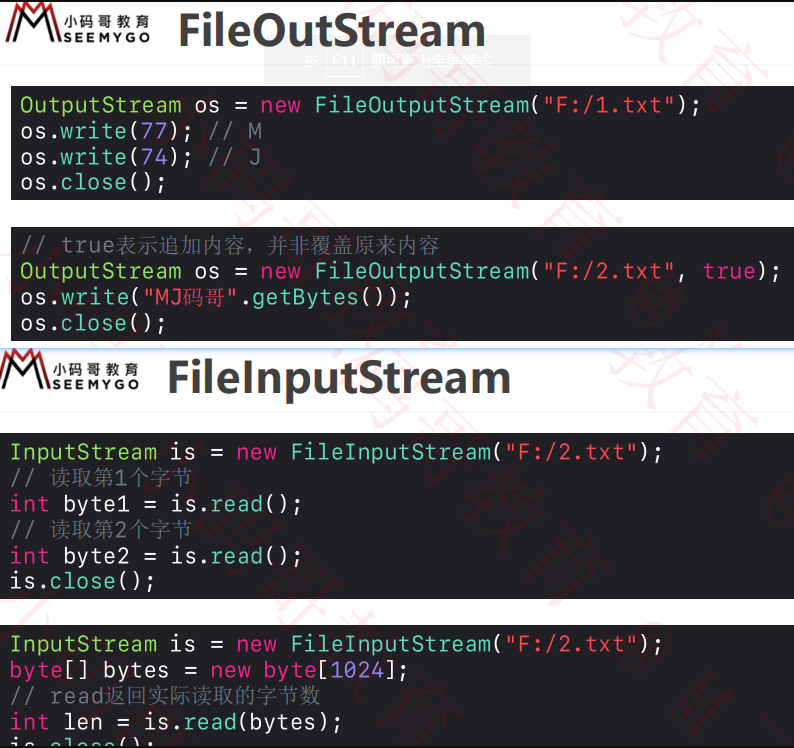 小码哥教育
SEEMYGO
FileOutStream
按 F11 即可退出全屏模式
OutputStream os = new FileOutputStream("F:/1.txt");
os.write(77); // M
os.write(74); // J
os.close();
// true表示追加内容，并非覆盖原来内容
OutputStream os = new FileOutputStream("F:/2.txt", true);
os.write("MJ码哥".getBytes());
os.close();
小码哥教育
SEEMYGO
FileInputStream
InputStream is = new FileInputStream("F:/2.txt");
// 读取第1个字节
int byte1 = is.read();
// 读取第2个字节
int byte2 = is.read();
is.close();
InputStream is = new FileInputStream("F:/2.txt");
byte[] bytes = new byte[1024];
// read返回实际读取的字节数
int len = is.read(bytes);
is.close();